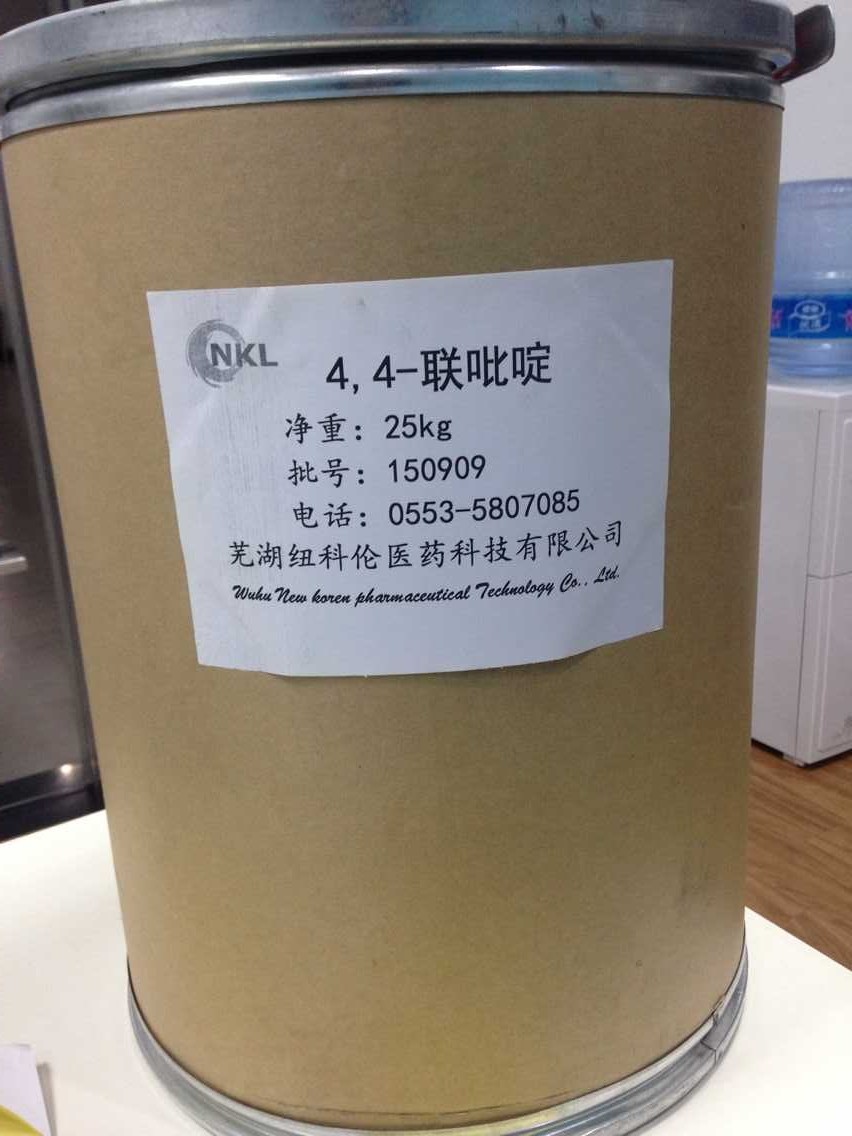 NKL
4,4-联吡啶
净重：25kg
批号：150909
电话：0553-5807085
芜湖纽科伦医药科技有限公司
Wuhu New koren pharmaceutical Technology Co., Ltd.